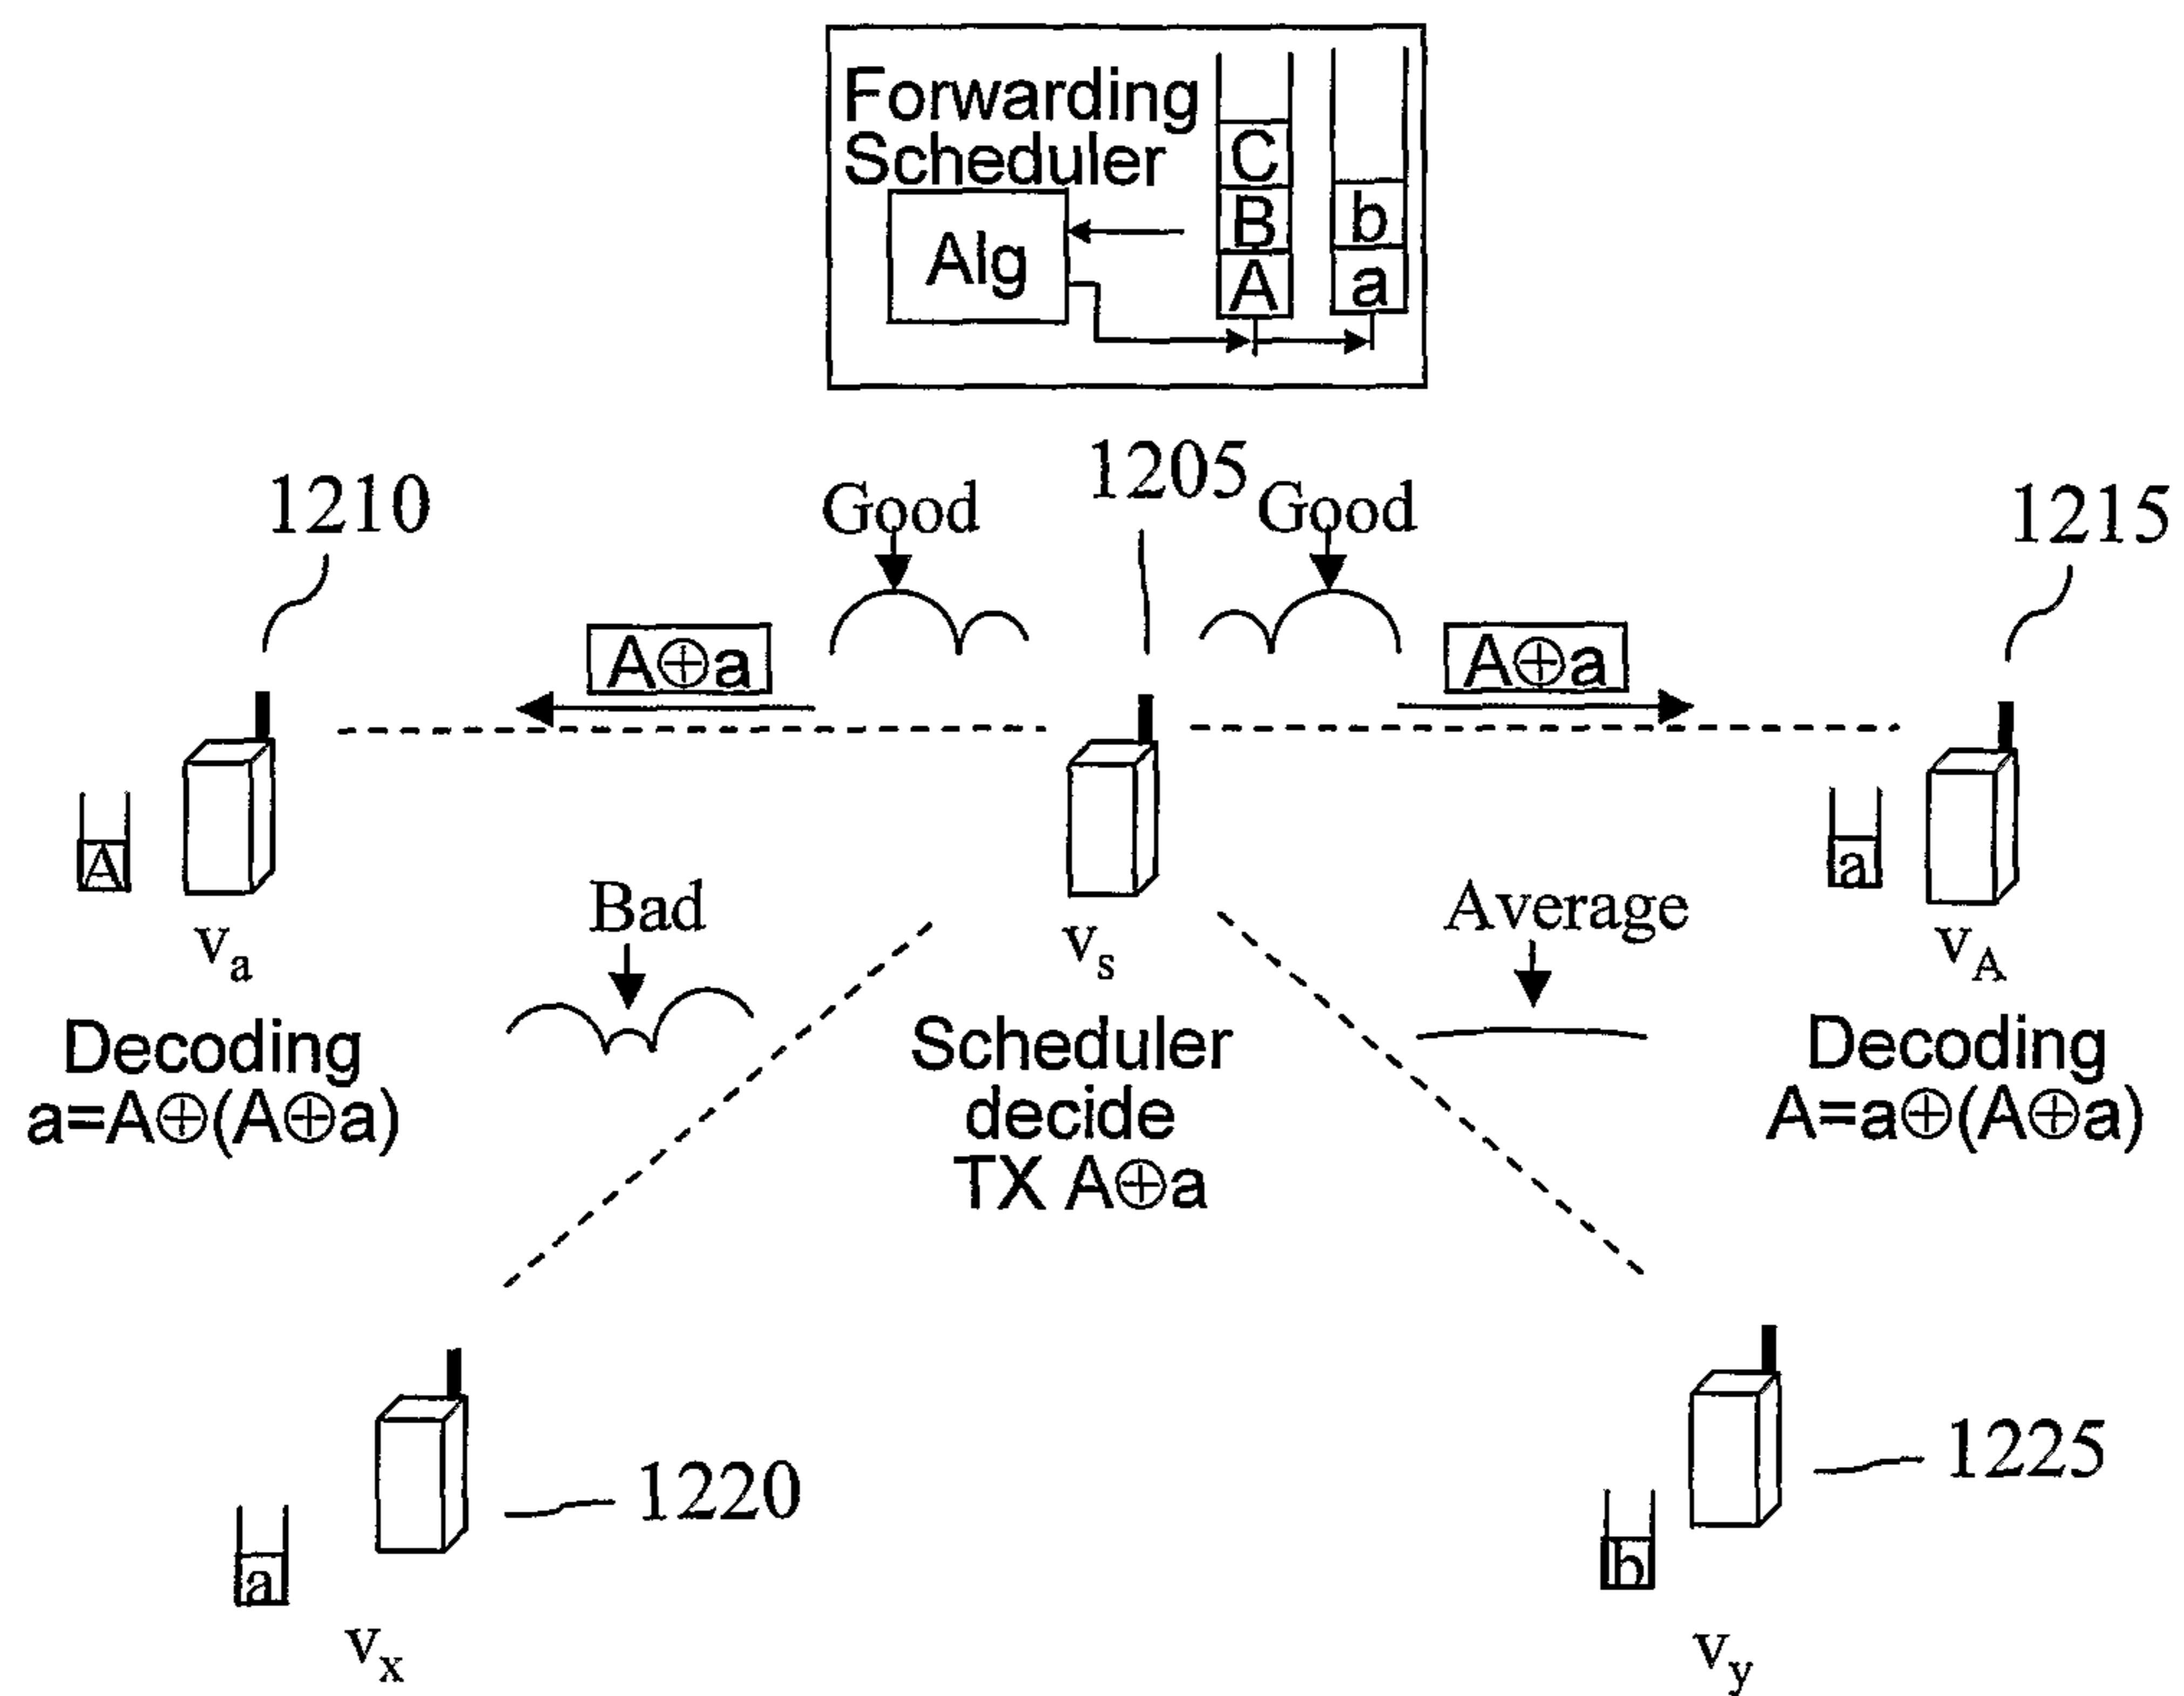 Forwarding
Scheduler
Alg
C
B
A
b
a
1210
Good
1205
Good
1215
A⊕a
A⊕a
A
a
v_a
Bad
v_s
Average
v_A
Decoding
a=A⊕(A⊕a)
Scheduler
decide
TX A⊕a
Decoding
A=a⊕(A⊕a)
1220
1225
a
b
v_x
v_y